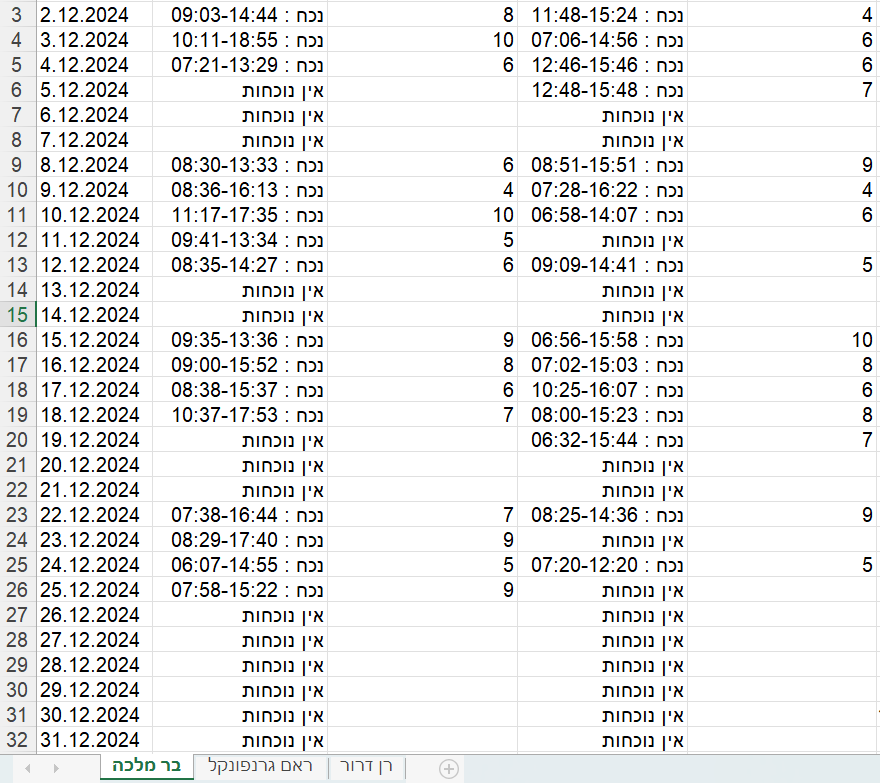 3 2.12.2024 נכח : 09:03-14:44 8 נכח : 11:48-15:24 4
4 3.12.2024 נכח : 10:11-18:55 10 נכח : 07:06-14:56 6
5 4.12.2024 נכח : 07:21-13:29 6 נכח : 12:46-15:46 6
6 5.12.2024 אין נוכחות נכח : 12:48-15:48 7
7 6.12.2024 אין נוכחות אין נוכחות
8 7.12.2024 אין נוכחות אין נוכחות
9 8.12.2024 נכח : 08:30-13:33 6 נכח : 08:51-15:51 9
10 9.12.2024 נכח : 08:36-16:13 4 נכח : 07:28-16:22 4
11 10.12.2024 נכח : 11:17-17:35 10 נכח : 06:58-14:07 6
12 11.12.2024 נכח : 09:41-13:34 5 אין נוכחות
13 12.12.2024 נכח : 08:35-14:27 6 נכח : 09:09-14:41 5
14 13.12.2024 אין נוכחות אין נוכחות
15 14.12.2024 אין נוכחות אין נוכחות
16 15.12.2024 נכח : 09:35-13:36 9 נכח : 06:56-15:58 10
17 16.12.2024 נכח : 09:00-15:52 8 נכח : 07:02-15:03 8
18 17.12.2024 נכח : 08:38-15:37 6 נכח : 10:25-16:07 6
19 18.12.2024 נכח : 10:37-17:53 7 נכח : 08:00-15:23 8
20 19.12.2024 אין נוכחות נכח : 06:32-15:44 7
21 20.12.2024 אין נוכחות אין נוכחות
22 21.12.2024 אין נוכחות אין נוכחות
23 22.12.2024 נכח : 07:38-16:44 7 נכח : 08:25-14:36 9
24 23.12.2024 נכח : 08:29-17:40 9 אין נוכחות
25 24.12.2024 נכח : 06:07-14:55 5 נכח : 07:20-12:20 5
26 25.12.2024 נכח : 07:58-15:22 9 אין נוכחות
27 26.12.2024 אין נוכחות אין נוכחות
28 27.12.2024 אין נוכחות אין נוכחות
29 28.12.2024 אין נוכחות אין נוכחות
30 29.12.2024 אין נוכחות אין נוכחות
31 30.12.2024 אין נוכחות אין נוכחות
32 31.12.2024 אין נוכחות אין נוכחות
בר מלכה ראם גרנפונקל רן דרור